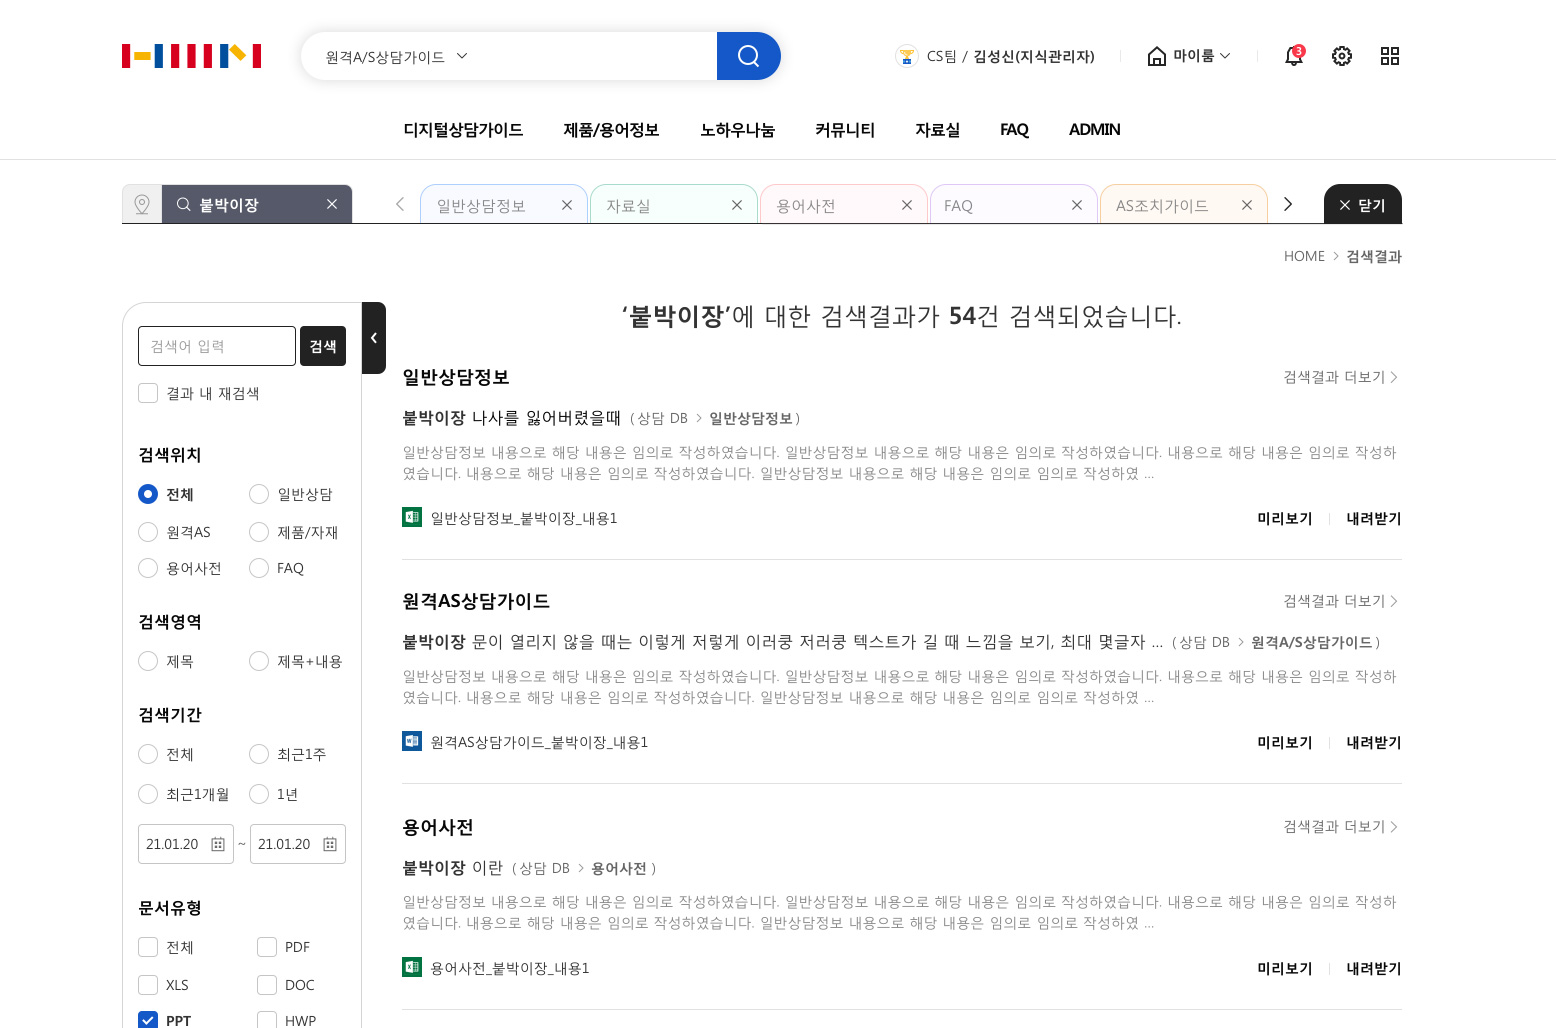 HIIIN
원격A/S상담가이드
CS팀 / 김성신(지식관리자)
마이룸
3
디지털상담가이드 제품/용어정보 노하우나눔 커뮤니티 자료실 FAQ ADMIN
붙박이장
일반상담정보
자료실
용어사전
FAQ
AS조치가이드
닫기
HOME > 검색결과
검색어 입력
검색
결과 내 재검색
검색위치
전체 일반상담
원격AS 제품/자재
용어사전 FAQ
검색영역
제목 제목+내용
검색기간
전체 최근1주
최근1개월 1년
21.01.20 ~ 21.01.20
문서유형
전체 PDF
XLS DOC
PPT HWP
‘붙박이장’에 대한 검색결과가 54건 검색되었습니다.
일반상담정보
검색결과 더보기
붙박이장 나사를 잃어버렸을때 (상담 DB > 일반상담정보)
일반상담정보 내용으로 해당 내용은 임의로 작성하였습니다. 일반상담정보 내용으로 해당 내용은 임의로 작성하였습니다. 내용으로 해당 내용은 임의로 작성하
였습니다. 내용으로 해당 내용은 임의로 작성하였습니다. 일반상담정보 내용으로 해당 내용은 임의로 임의로 작성하였 ...
일반상담정보_붙박이장_내용1
미리보기 내려받기
원격AS상담가이드
검색결과 더보기
붙박이장 문이 열리지 않을 때는 이렇게 저렇게 이러쿵 저러쿵 텍스트가 길 때 느낌을 보기, 최대 몇글자 ... (상담 DB > 원격A/S상담가이드)
일반상담정보 내용으로 해당 내용은 임의로 작성하였습니다. 일반상담정보 내용으로 해당 내용은 임의로 작성하였습니다. 내용으로 해당 내용은 임의로 작성하
였습니다. 내용으로 해당 내용은 임의로 작성하였습니다. 일반상담정보 내용으로 해당 내용은 임의로 임의로 작성하였 ...
원격AS상담가이드_붙박이장_내용1
미리보기 내려받기
용어사전
검색결과 더보기
붙박이장 이란 (상담 DB > 용어사전 )
일반상담정보 내용으로 해당 내용은 임의로 작성하였습니다. 일반상담정보 내용으로 해당 내용은 임의로 작성하였습니다. 내용으로 해당 내용은 임의로 작성하
였습니다. 내용으로 해당 내용은 임의로 작성하였습니다. 일반상담정보 내용으로 해당 내용은 임의로 임의로 작성하였 ...
용어사전_붙박이장_내용1
미리보기 내려받기